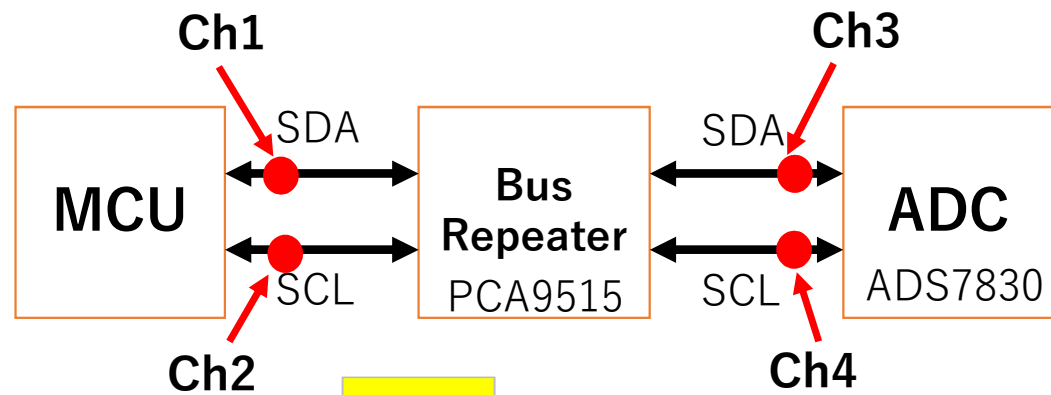 Ch1
Ch3
SDA
SDA
MCU
Bus
Repeater
PCA9515
ADC
ADS7830
SCL
SCL
Ch2
Ch4